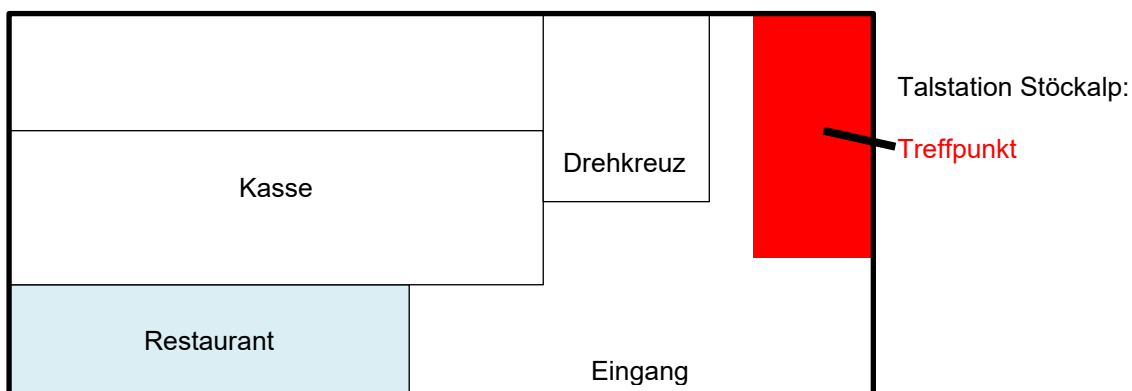 Talstation Stöckalp:
Drehkreuz
Treffpunkt
Kasse
Restaurant
Eingang